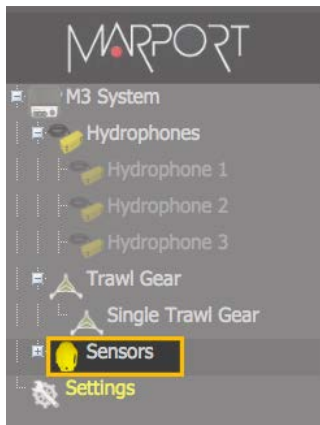 MARPORT
M3 System
Hydrophones
Hydrophone 1
Hydrophone 2
Hydrophone 3
Trawl Gear
Single Trawl Gear
Sensors
Settings